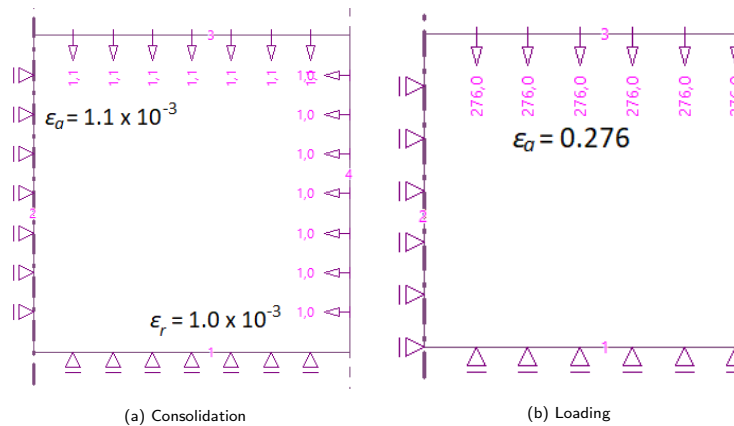 3
1,1 1,1 1,1 1,1 1,1 1,1 1,1
1,0
εa = 1.1 x 10-3
1,0
1,0
4
2
1,0
1,0
1,0
εr = 1.0 x 10-3
1,0
1
(a) Consolidation
3
276,0 276,0 276,0 276,0 276,0 276,0
εa = 0.276
2
1
(b) Loading